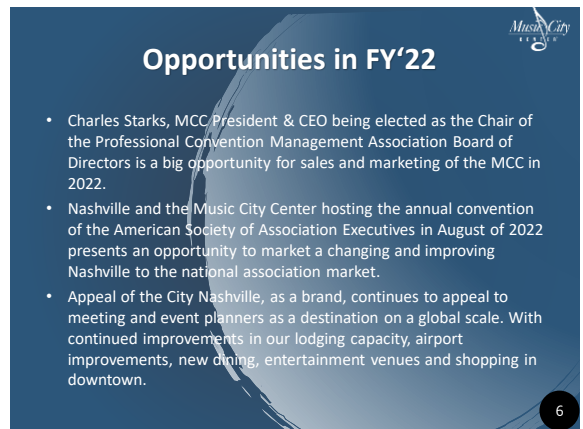 Music City
CENTER
Opportunities in FY‘22
• Charles Starks, MCC President & CEO being elected as the Chair of
the Professional Convention Management Association Board of
Directors is a big opportunity for sales and marketing of the MCC in
2022.
• Nashville and the Music City Center hosting the annual convention
of the American Society of Association Executives in August of 2022
presents an opportunity to market a changing and improving
Nashville to the national association market.
• Appeal of the City Nashville, as a brand, continues to appeal to
meeting and event planners as a destination on a global scale. With
continued improvements in our lodging capacity, airport
improvements, new dining, entertainment venues and shopping in
downtown.
6